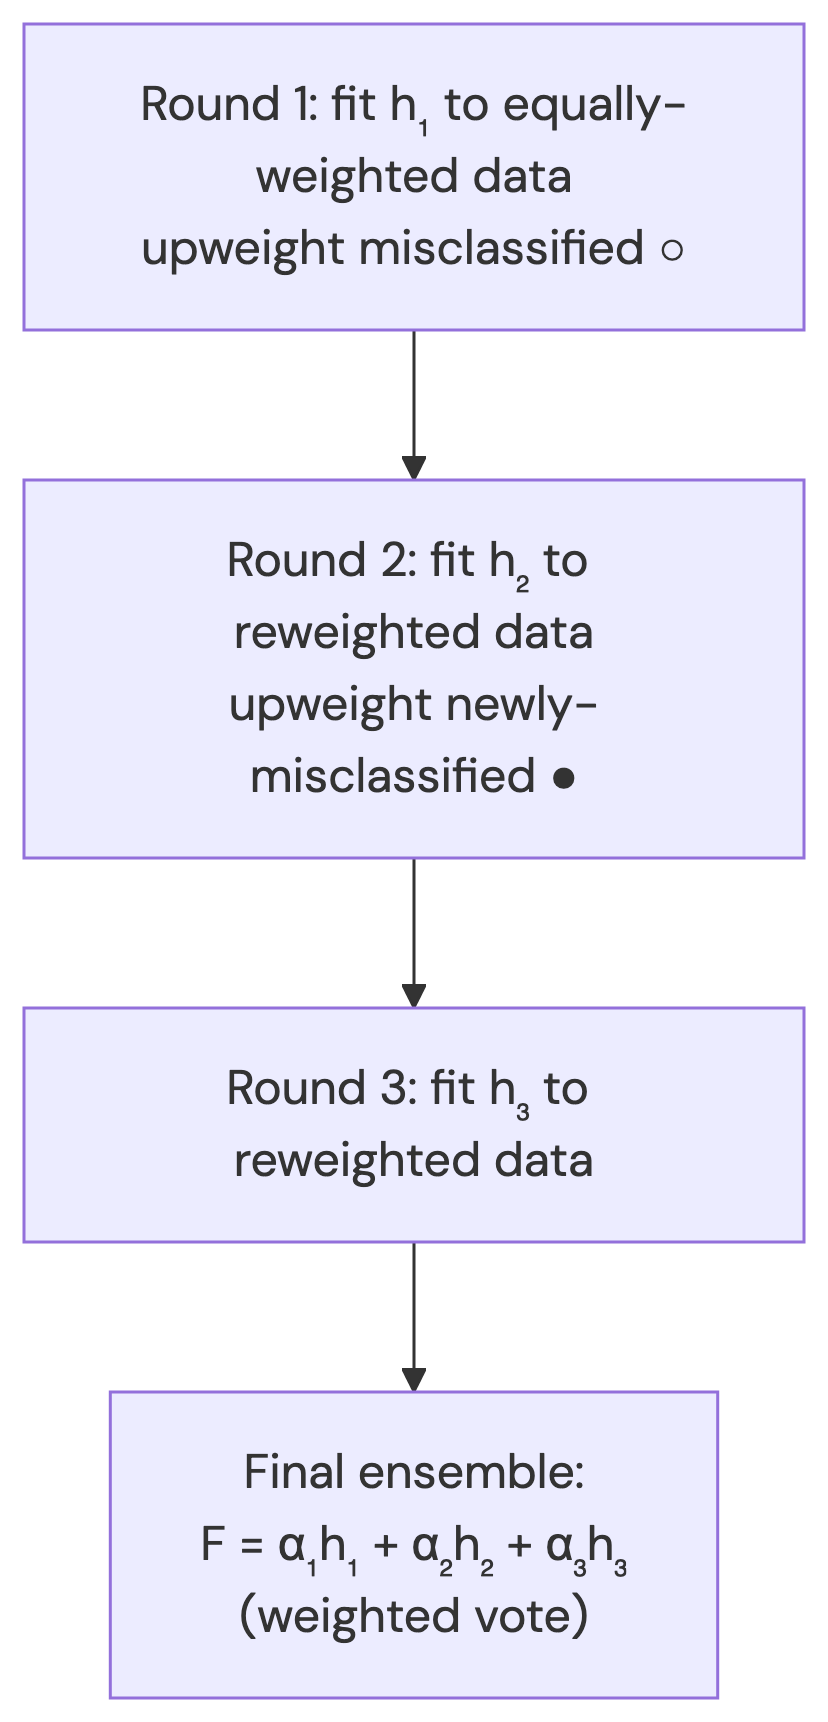 Round 1: fit h₁ to equally-
weighted data
upweight misclassified ○
Round 2: fit h₂ to
reweighted data
upweight newly-
misclassified ●
Round 3: fit h₃ to
reweighted data
Final ensemble:
F = α₁h₁ + α₂h₂ + α₃h₃
(weighted vote)